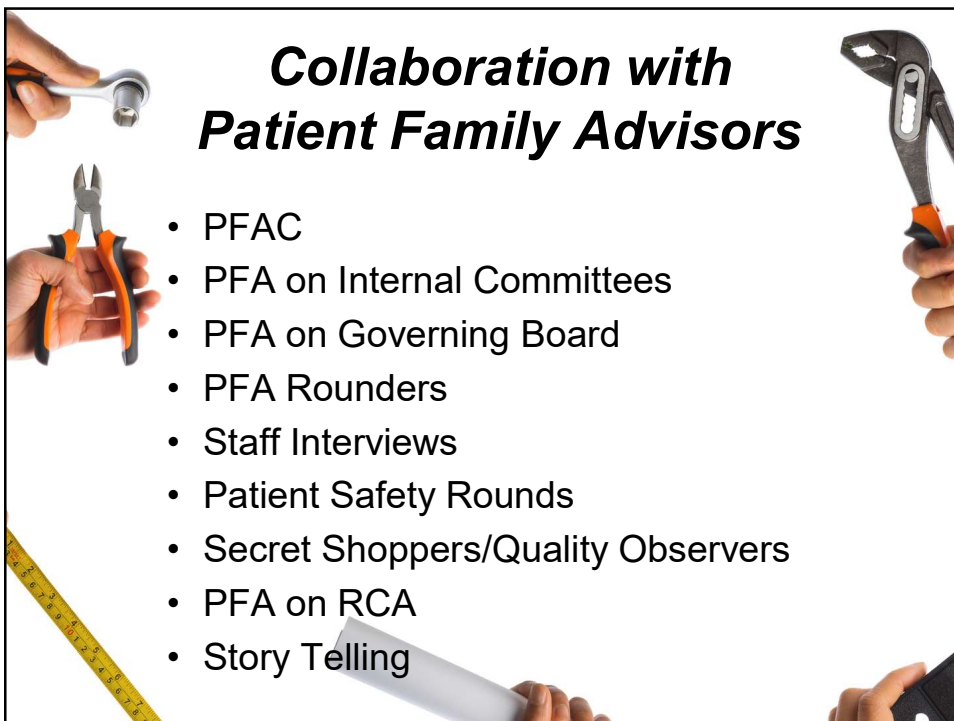 Collaboration with
Patient Family Advisors
• PFAC
• PFA on Internal Committees
• PFA on Governing Board
• PFA Rounders
• Staff Interviews
• Patient Safety Rounds
• Secret Shoppers/Quality Observers
• PFA on RCA
• Story Telling